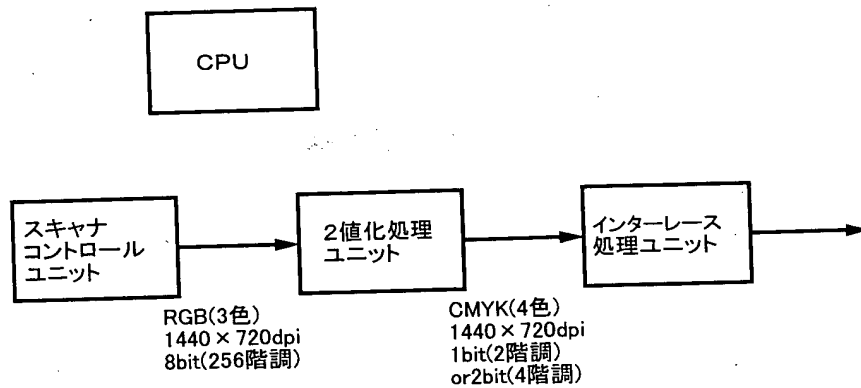 CPU
スキャナ
コントロール
ユニット
2値化処理
ユニット
インターレース
処理ユニット
RGB(3色)
1440×720dpi
8bit(256階調)
CMYK(4色)
1440×720dpi
1bit(2階調)
or2bit(4階調)